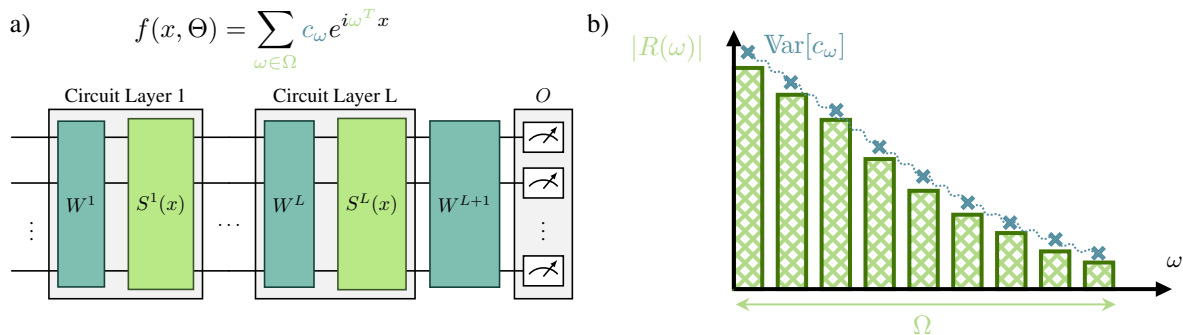 a)
f(x, Θ) = ∑_{ω∈Ω} c_ω e^{iω^T x}
Circuit Layer 1
Circuit Layer L
O
W^1
S^1(x)
· · ·
W^L
S^L(x)
W^{L+1}
⋮
⋮
b)
|R(ω)|
𝕍ar[c_ω]
ω
Ω